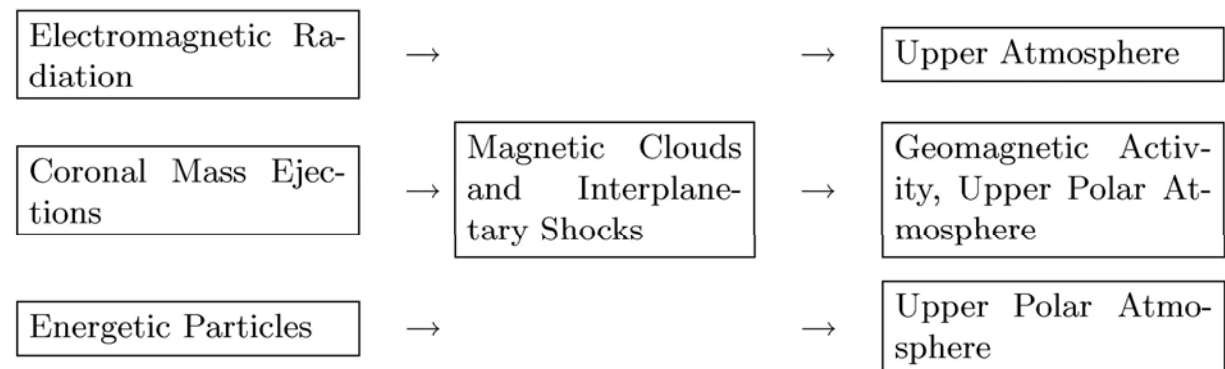 Electromagnetic Ra-
diation
→ →
Upper Atmosphere
Coronal Mass Ejec-
tions
→
Magnetic Clouds
and Interplane-
tary Shocks
→
Geomagnetic Activ-
ity, Upper Polar At-
mosphere
Energetic Particles
→ →
Upper Polar Atmo-
sphere